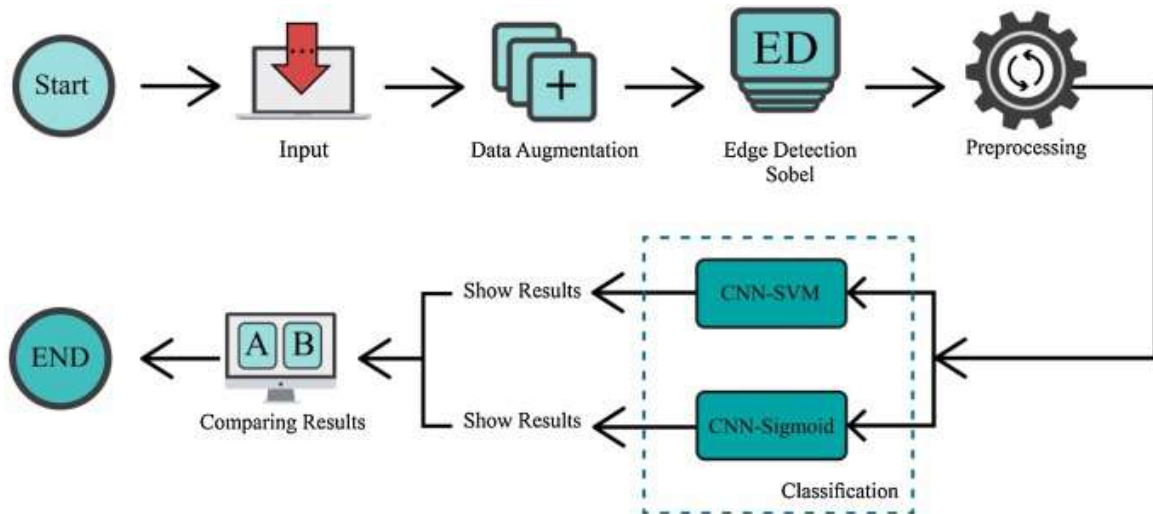 Start
...
Input
+
Data Augmentation
ED
Edge Detection
Sobel
Preprocessing
CNN-SVM
CNN-Sigmoid
Classification
Show Results
Show Results
A B
Comparing Results
END